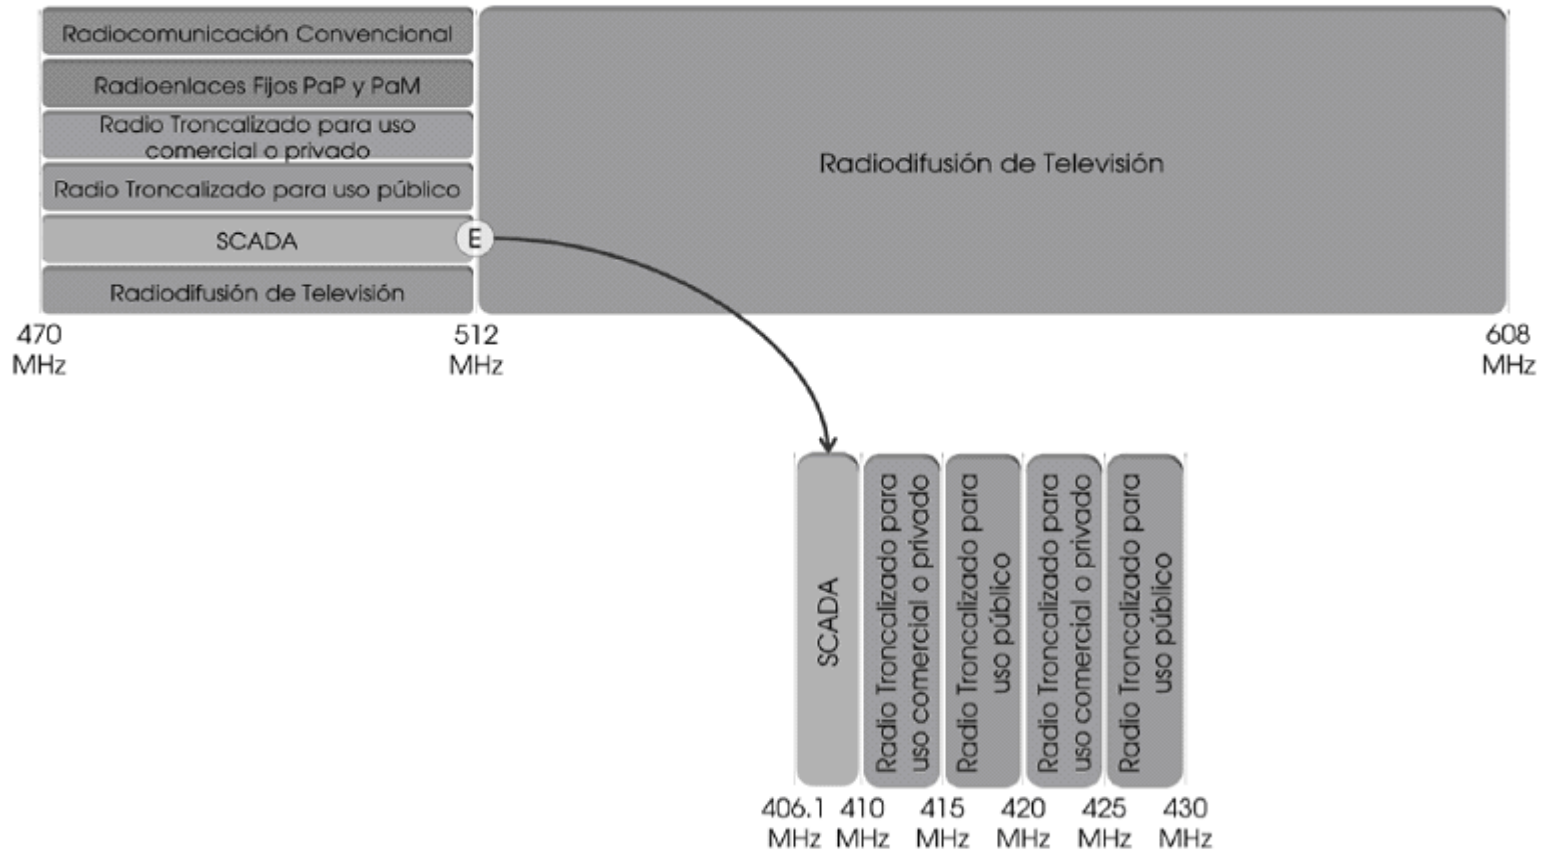 Radiocomunicación Convencional
Radioenlaces Fijos PaP y PaM
Radio Troncalizado para uso
comercial o privado
Radio Troncalizado para uso público
SCADA
E
Radiodifusión de Televisión
Radiodifusión de Televisión
470
MHz
512
MHz
608
MHz
SCADA
Radio Troncalizado para
uso comercial o privado
Radio Troncalizado para
uso público
Radio Troncalizado para
uso comercial o privado
Radio Troncalizado para
uso público
406.1
MHz
410
MHz
415
MHz
420
MHz
425
MHz
430
MHz